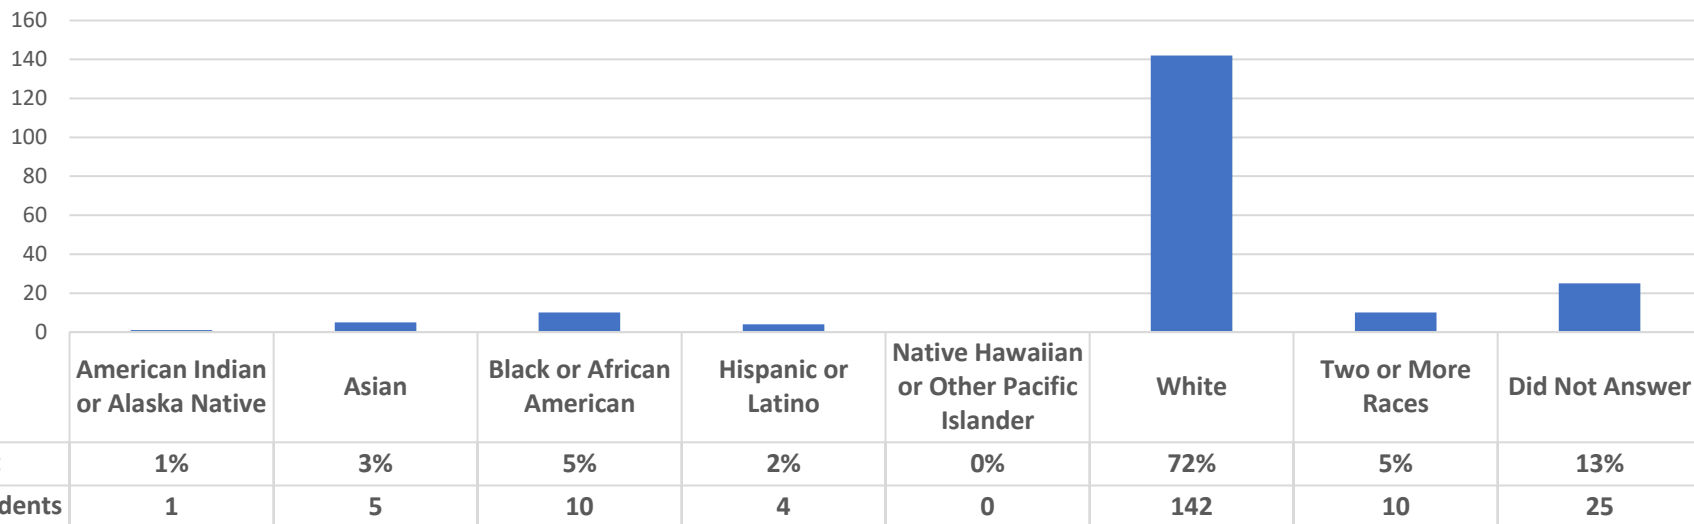 160
140
120
100
80
60
40
20
0
American Indian or Alaska Native
Asian
Black or African American
Hispanic or Latino
Native Hawaiian or Other Pacific Islander
White
Two or More Races
Did Not Answer
1% 3% 5% 2% 0% 72% 5% 13%
dents 1 5 10 4 0 142 10 25